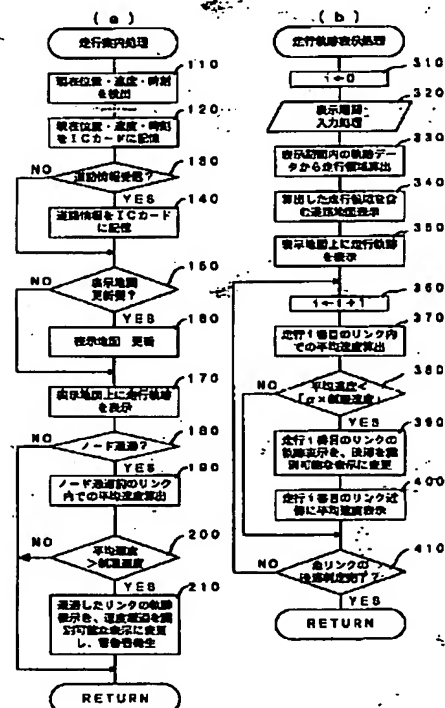 (a)
走行案内処理
110
現在位置・速度・時刻
を検出
120
現在位置・速度・時刻
をICカードに記憶
130
道路情報受信?
NO
YES
140
道路情報をICカード
に記憶
150
表示地図
更新要?
NO
YES
160
表示地図 更新
170
表示地図上に走行軌跡
を表示
180
ノード通過?
NO
YES
190
ノード通過前のリンク
内での平均速度算出
200
平均速度
>制限速度
NO
YES
210
通過したリンクの軌跡
表示を、速度超過を識
別可能な表示に変更
し、警告音発生
RETURN
(b)
走行軌跡表示処理
310
i←0
320
表示期間
入力処理
330
表示期間内の軌跡デー
タから走行領域算出
340
算出した走行領域を含
む道路地図表示
350
表示地図上に走行軌跡
を表示
360
i←i+1
370
走行i番目のリンク内
での平均速度算出
380
平均速度<
「α×制限速度」
NO
YES
390
走行i番目のリンクの
軌跡表示を、渋滞を識
別可能な表示に変更
400
走行i番目のリンク近
傍に平均速度表示
410
全リンクの
渋滞判定完了?
NO
YES
RETURN